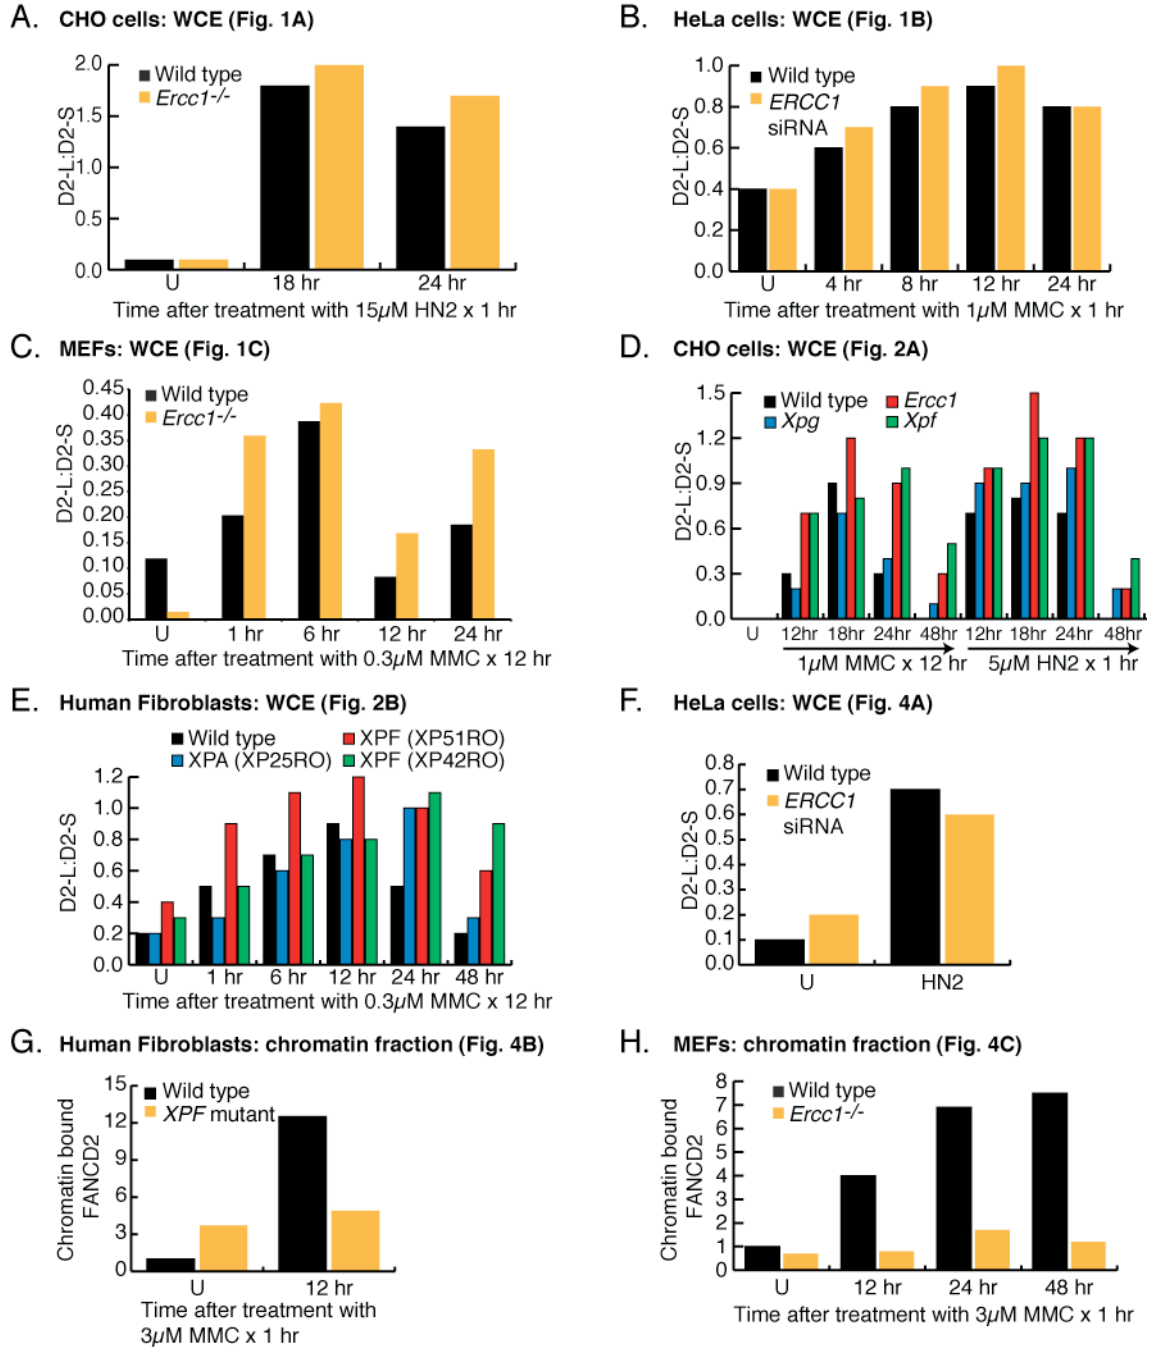 A. CHO cells: WCE (Fig. 1A)
2.0
1.5
1.0
0.5
0.0
D2-L:D2-S
Wild type
Ercc1-/-
U 18 hr 24 hr
Time after treatment with 15µM HN2 x 1 hr
B. HeLa cells: WCE (Fig. 1B)
1.0
0.8
0.6
0.4
0.2
0.0
D2-L:D2-S
Wild type
ERCC1
siRNA
U 4 hr 8 hr 12 hr 24 hr
Time after treatment with 1µM MMC x 1 hr
C. MEFs: WCE (Fig. 1C)
0.45
0.40
0.35
0.30
0.25
0.20
0.15
0.10
0.05
0.00
D2-L:D2-S
Wild type
Ercc1-/-
U 1 hr 6 hr 12 hr 24 hr
Time after treatment with 0.3µM MMC x 12 hr
D. CHO cells: WCE (Fig. 2A)
1.5
1.2
0.9
0.6
0.3
0.0
D2-L:D2-S
Wild type Ercc1
Xpg Xpf
U 12hr 18hr 24hr 48hr 12hr 18hr 24hr 48hr
1µM MMC x 12 hr 5µM HN2 x 1 hr
E. Human Fibroblasts: WCE (Fig. 2B)
Wild type XPF (XP51RO)
XPA (XP25RO) XPF (XP42RO)
1.2
1.0
0.8
0.6
0.4
0.2
0.0
D2-L:D2-S
U 1 hr 6 hr 12 hr 24 hr 48 hr
Time after treatment with 0.3µM MMC x 12 hr
F. HeLa cells: WCE (Fig. 4A)
0.8
0.7
0.6
0.5
0.4
0.3
0.2
0.1
0.0
D2-L:D2-S
Wild type
ERCC1
siRNA
U HN2
G. Human Fibroblasts: chromatin fraction (Fig. 4B)
15
12
9
6
3
0
Chromatin bound
FANCD2
Wild type
XPF mutant
U 12 hr
Time after treatment with
3µM MMC x 1 hr
H. MEFs: chromatin fraction (Fig. 4C)
8
7
6
5
4
3
2
1
0
Chromatin bound
FANCD2
Wild type
Ercc1-/-
U 12 hr 24 hr 48 hr
Time after treatment with 3µM MMC x 1 hr